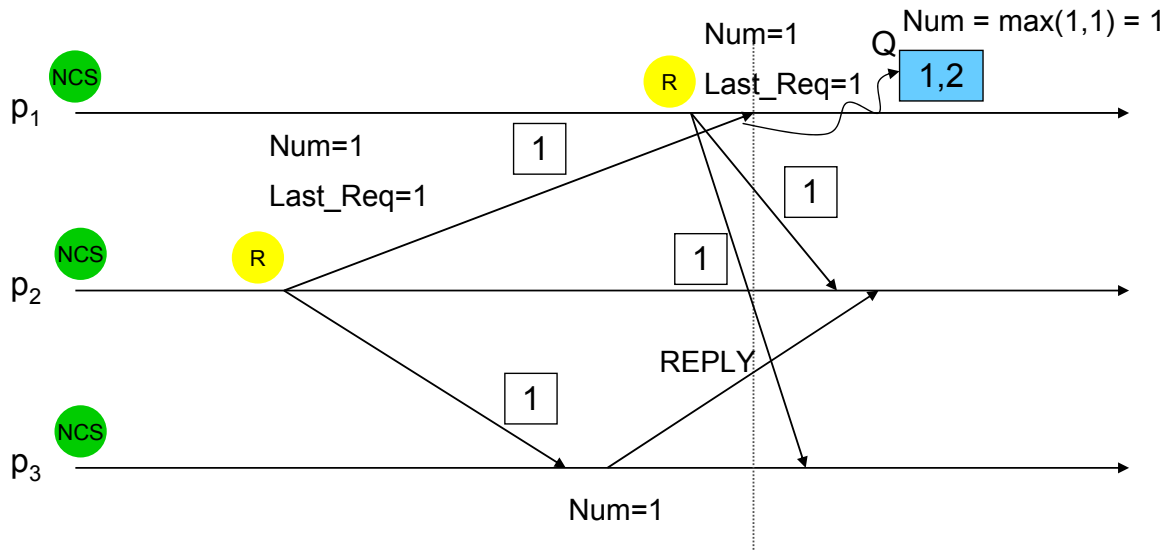 Num = max(1,1) = 1
Num=1
Q
NCS
R
Last_Req=1
1,2
p1
Num=1
1
Last_Req=1
1
NCS
R
1
p2
REPLY
1
NCS
p3
Num=1